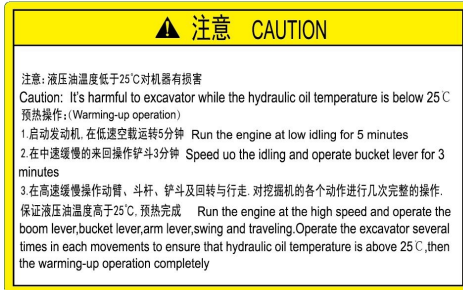 注意 CAUTION
注意:液压油温度低于25℃对机器有损害
Caution: It's harmful to excavator while the hydraulic oil temperature is below 25℃
预热操作:(Warming-up operation)
1.启动发动机,在低速空载运转5分钟 Run the engine at low idling for 5 minutes
2.在中速缓慢的来回操作铲斗3分钟 Speed uo the idling and operate bucket lever for 3
minutes
3.在高速缓慢操作动臂、斗杆、铲斗及回转与行走.对挖掘机的各个动作进行几次完整的操作.
保证液压油温度高于25℃,预热完成 Run the engine at the high speed and operate the
boom lever,bucket lever,arm lever,swing and traveling.Operate the excavator several
times in each movements to ensure that hydraulic oil temperature is above 25℃,then
the warming-up operation completely